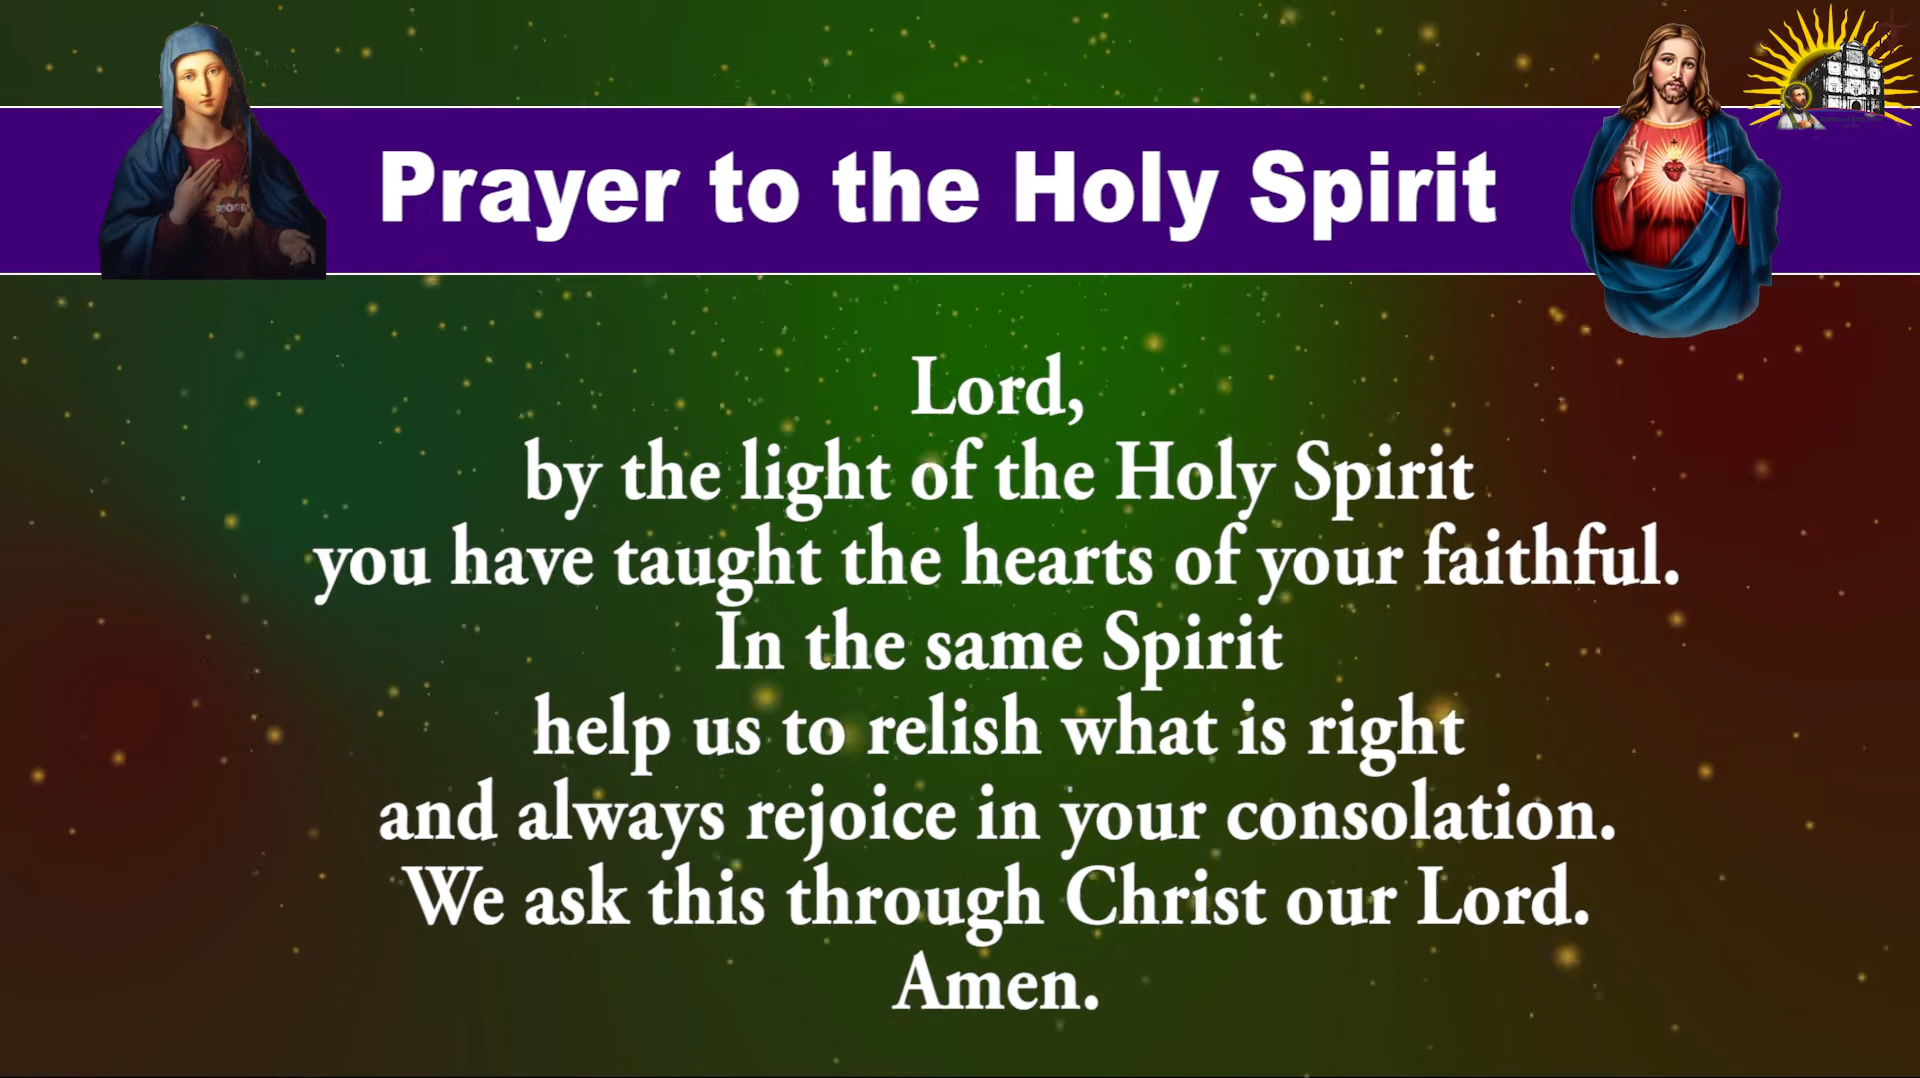 Prayer to the Holy Spirit
Lord,
by the light of the Holy Spirit
you have taught the hearts of your faithful.
In the same Spirit
help us to relish what is right
and always rejoice in your consolation.
We ask this through Christ our Lord.
Amen.